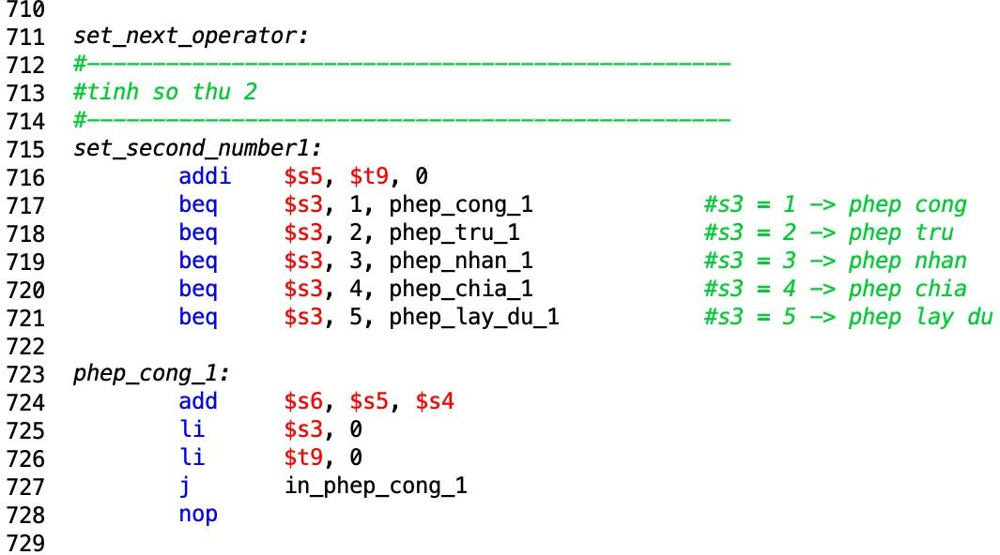 710
711 set_next_operator:
712 #-------------------------------------------------
713 #tinh so thu 2
714 #-------------------------------------------------
715 set_second_number1:
716 addi $s5, $t9, 0
717 beq $s3, 1, phep_cong_1 #s3 = 1 -> phep cong
718 beq $s3, 2, phep_tru_1 #s3 = 2 -> phep tru
719 beq $s3, 3, phep_nhan_1 #s3 = 3 -> phep nhan
720 beq $s3, 4, phep_chia_1 #s3 = 4 -> phep chia
721 beq $s3, 5, phep_lay_du_1 #s3 = 5 -> phep lay du
722
723 phep_cong_1:
724 add $s6, $s5, $s4
725 li $s3, 0
726 li $t9, 0
727 j in_phep_cong_1
728 nop
729